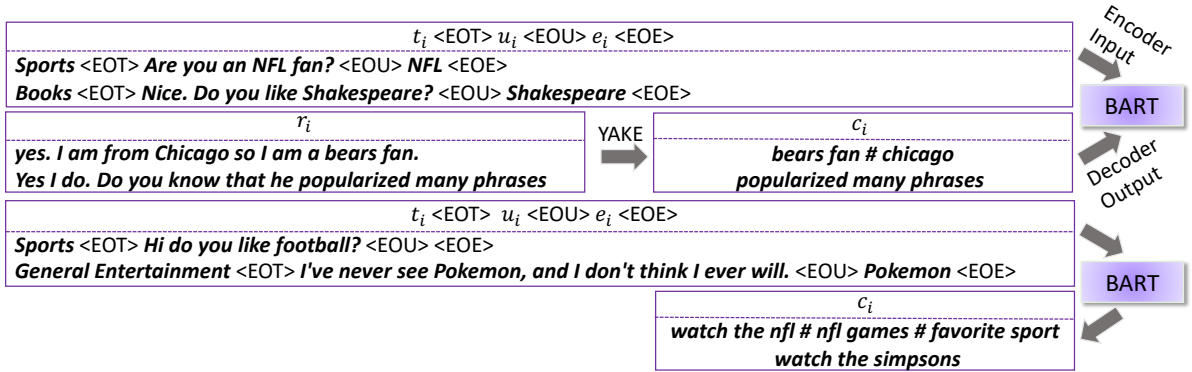 t_i <EOT> u_i <EOU> e_i <EOE>
Encoder
Input
Sports <EOT> Are you an NFL fan? <EOU> NFL <EOE>
Books <EOT> Nice. Do you like Shakespeare? <EOU> Shakespeare <EOE>
BART
r_i
YAKE
c_i
yes. I am from Chicago so I am a bears fan.
Yes I do. Do you know that he popularized many phrases
bears fan # chicago
popularized many phrases
Decoder
Output
t_i <EOT> u_i <EOU> e_i <EOE>
Sports <EOT> Hi do you like football? <EOU> <EOE>
General Entertainment <EOT> I've never see Pokemon, and I don't think I ever will. <EOU> Pokemon <EOE>
BART
c_i
watch the nfl # nfl games # favorite sport
watch the simpsons